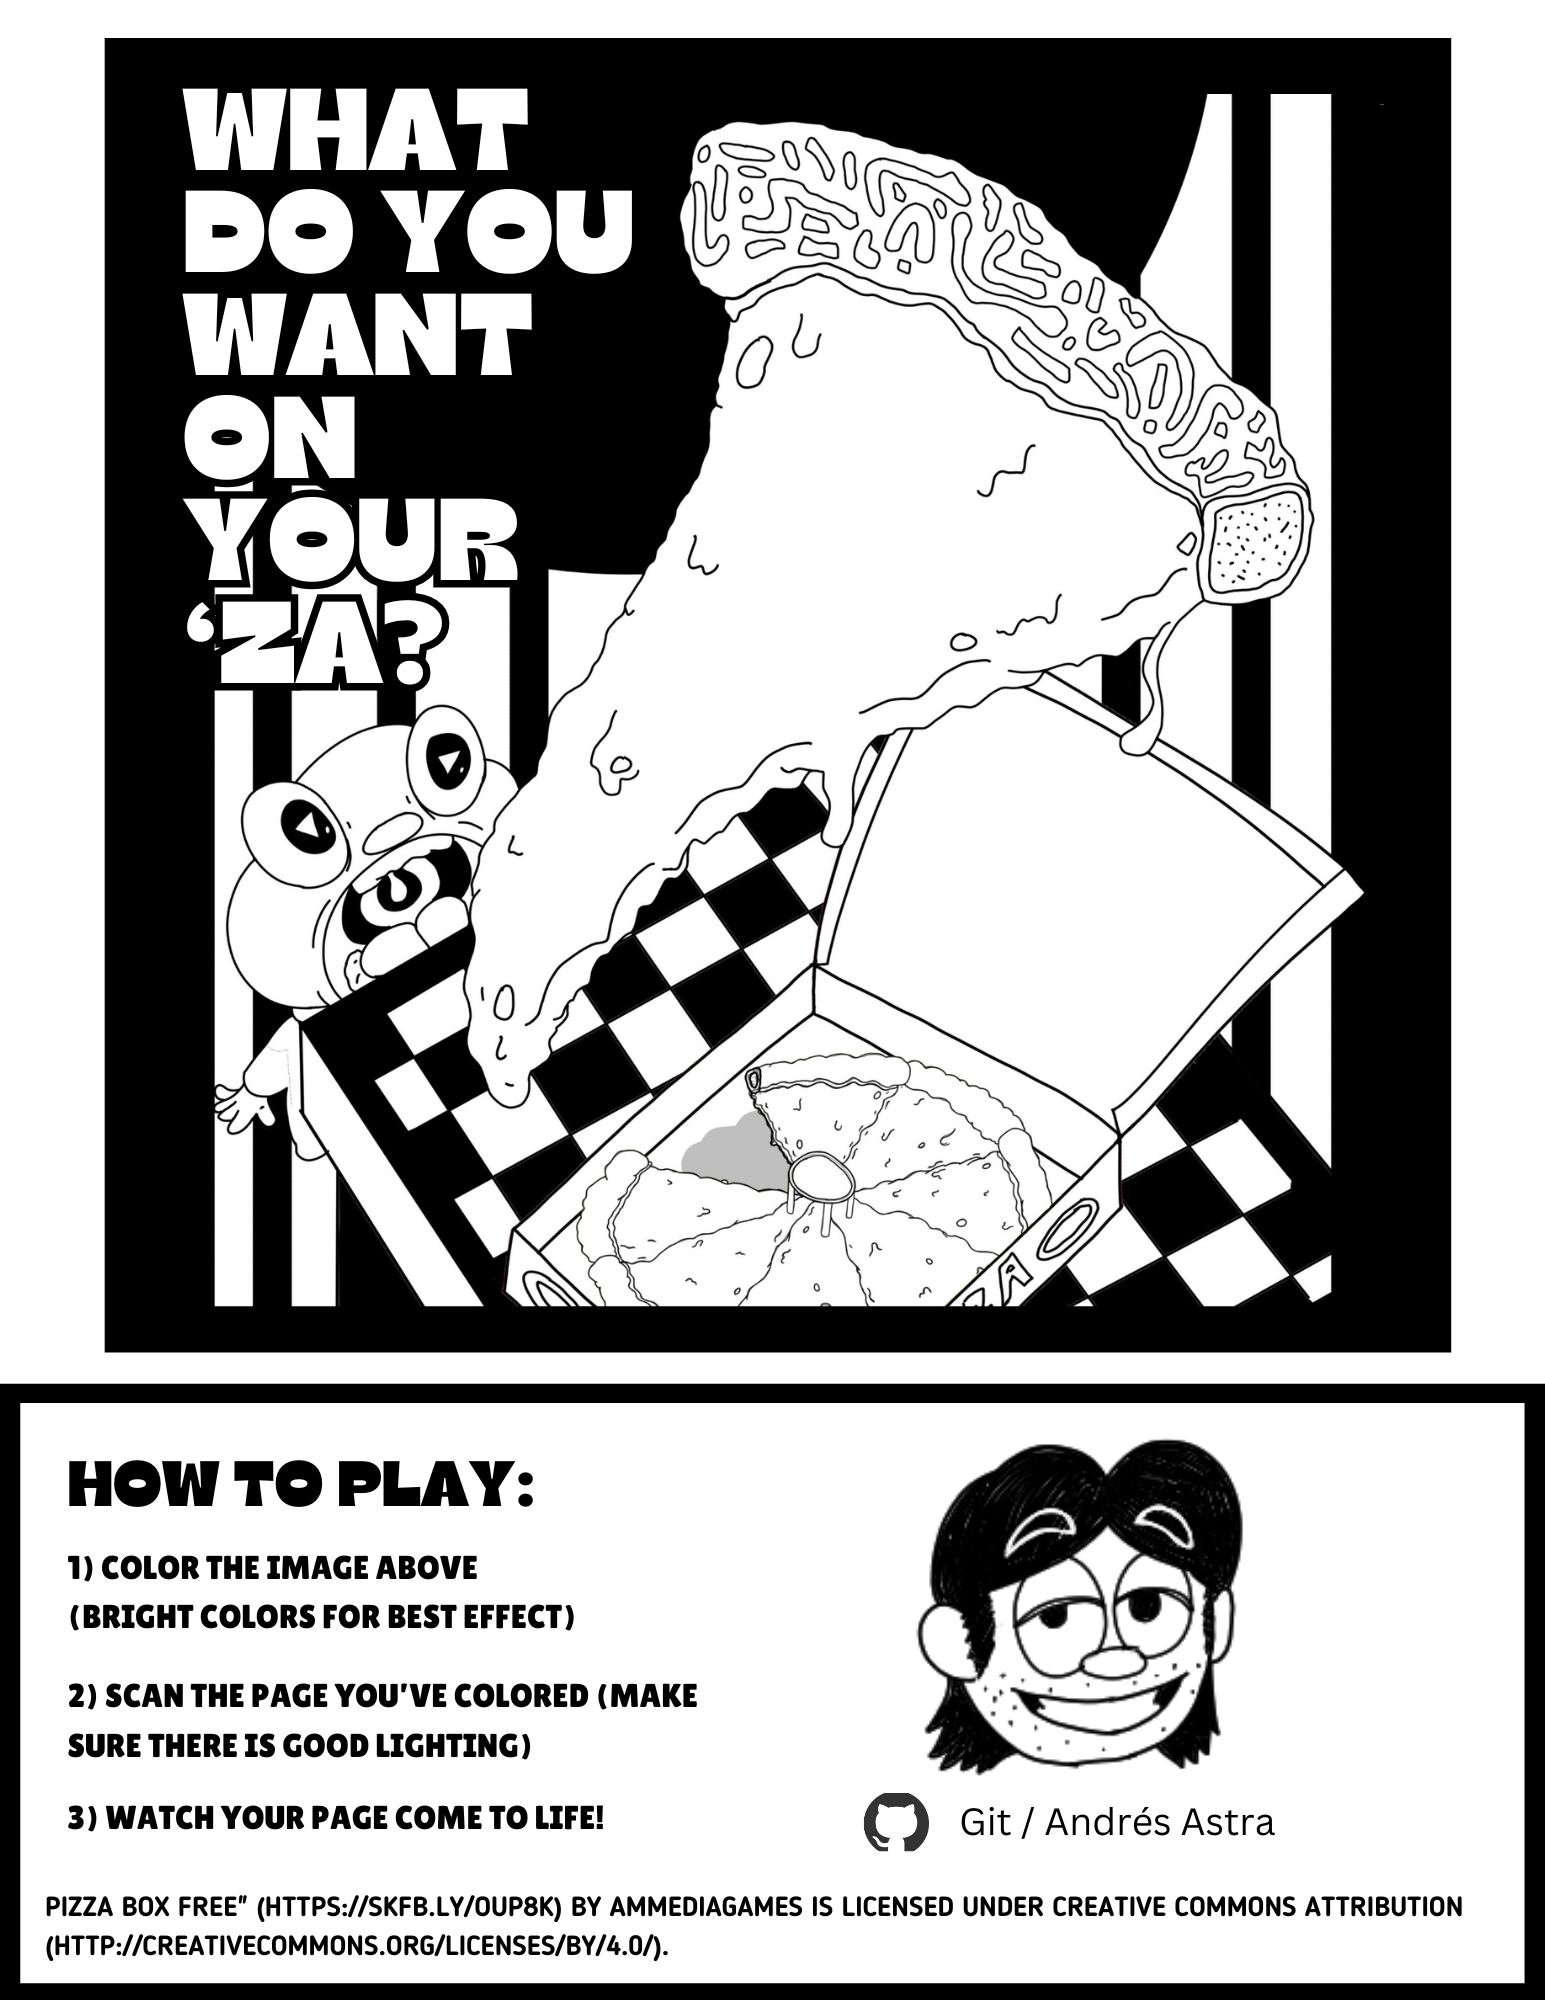 WHAT
DO YOU
WANT
ON
YOUR
‘ZA?
ZA
HOW TO PLAY:
1) COLOR THE IMAGE ABOVE
(BRIGHT COLORS FOR BEST EFFECT)
2) SCAN THE PAGE YOU'VE COLORED (MAKE
SURE THERE IS GOOD LIGHTING)
3) WATCH YOUR PAGE COME TO LIFE!
Git / Andrés Astra
PIZZA BOX FREE" (HTTPS://SKFB.LY/OUP8K) BY AMMEDIAGAMES IS LICENSED UNDER CREATIVE COMMONS ATTRIBUTION
(HTTP://CREATIVECOMMONS.ORG/LICENSES/BY/4.0/).